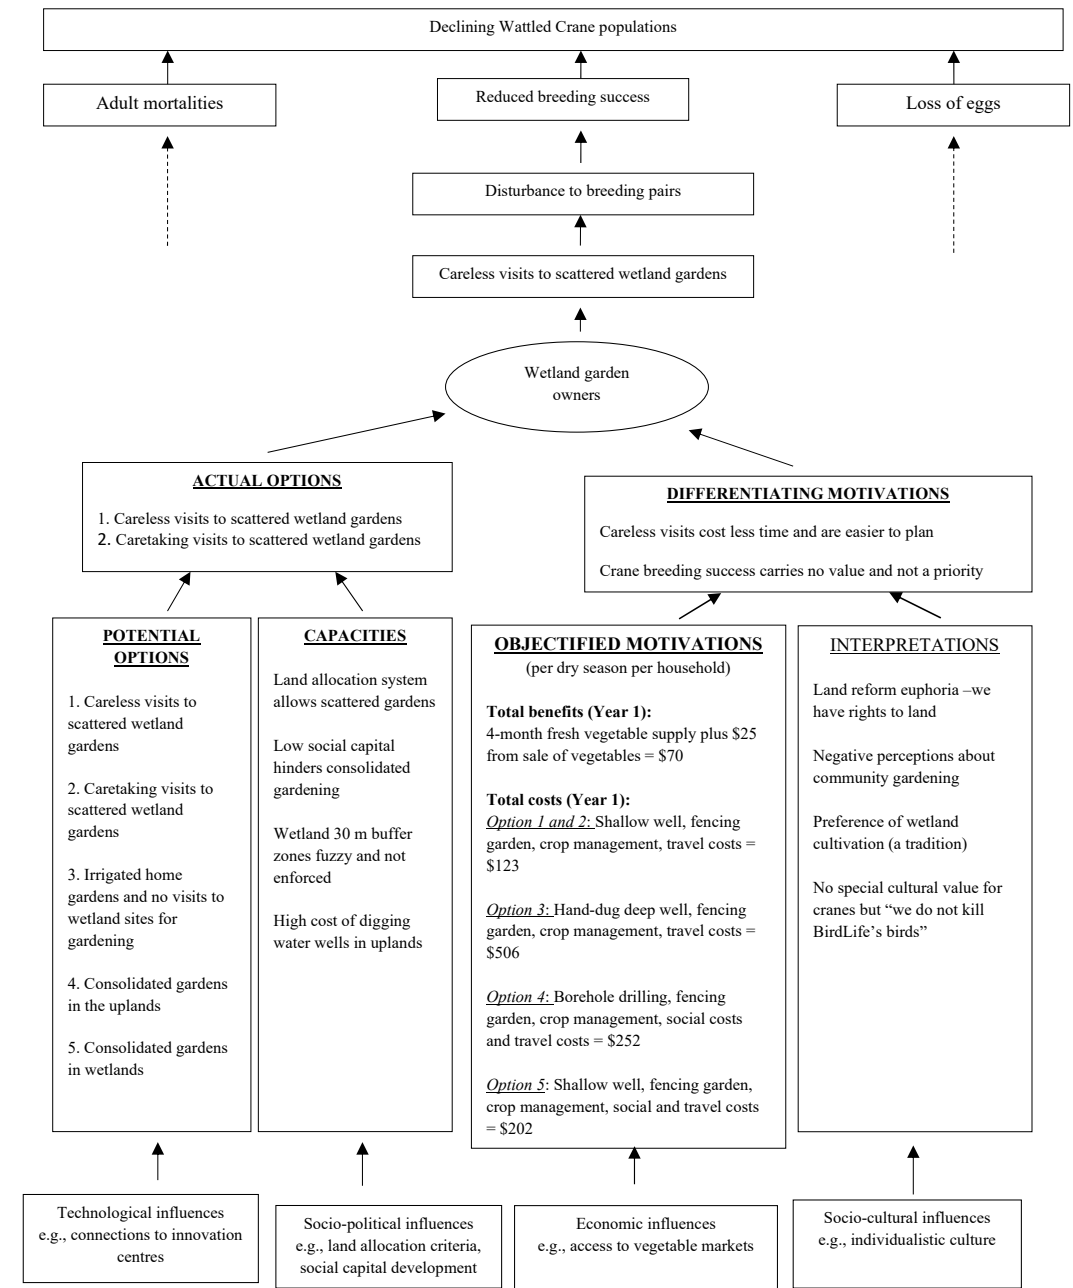 Declining Wattled Crane populations
Adult mortalities
Reduced breeding success
Loss of eggs
Disturbance to breeding pairs
Careless visits to scattered wetland gardens
Wetland garden
owners
ACTUAL OPTIONS
1. Careless visits to scattered wetland gardens
2. Caretaking visits to scattered wetland gardens
DIFFERENTIATING MOTIVATIONS
Careless visits cost less time and are easier to plan
Crane breeding success carries no value and not a priority
POTENTIAL
OPTIONS
1. Careless visits to
scattered wetland
gardens
2. Caretaking visits to
scattered wetland
gardens
3. Irrigated home
gardens and no visits to
wetland sites for
gardening
4. Consolidated gardens
in the uplands
5. Consolidated gardens
in wetlands
CAPACITIES
Land allocation system
allows scattered gardens
Low social capital
hinders consolidated
gardening
Wetland 30 m buffer
zones fuzzy and not
enforced
High cost of digging
water wells in uplands
OBJECTIFIED MOTIVATIONS
(per dry season per household)
Total benefits (Year 1):
4-month fresh vegetable supply plus $25
from sale of vegetables = $70
Total costs (Year 1):
Option 1 and 2: Shallow well, fencing
garden, crop management, travel costs =
$123
Option 3: Hand-dug deep well, fencing
garden, crop management, travel costs =
$506
Option 4: Borehole drilling, fencing
garden, crop management, social costs
and travel costs = $252
Option 5: Shallow well, fencing garden,
crop management, social and travel costs
= $202
INTERPRETATIONS
Land reform euphoria –we
have rights to land
Negative perceptions about
community gardening
Preference of wetland
cultivation (a tradition)
No special cultural value for
cranes but “we do not kill
BirdLife’s birds”
Technological influences
e.g., connections to innovation
centres
Socio-political influences
e.g., land allocation criteria,
social capital development
Economic influences
e.g., access to vegetable markets
Socio-cultural influences
e.g., individualistic culture